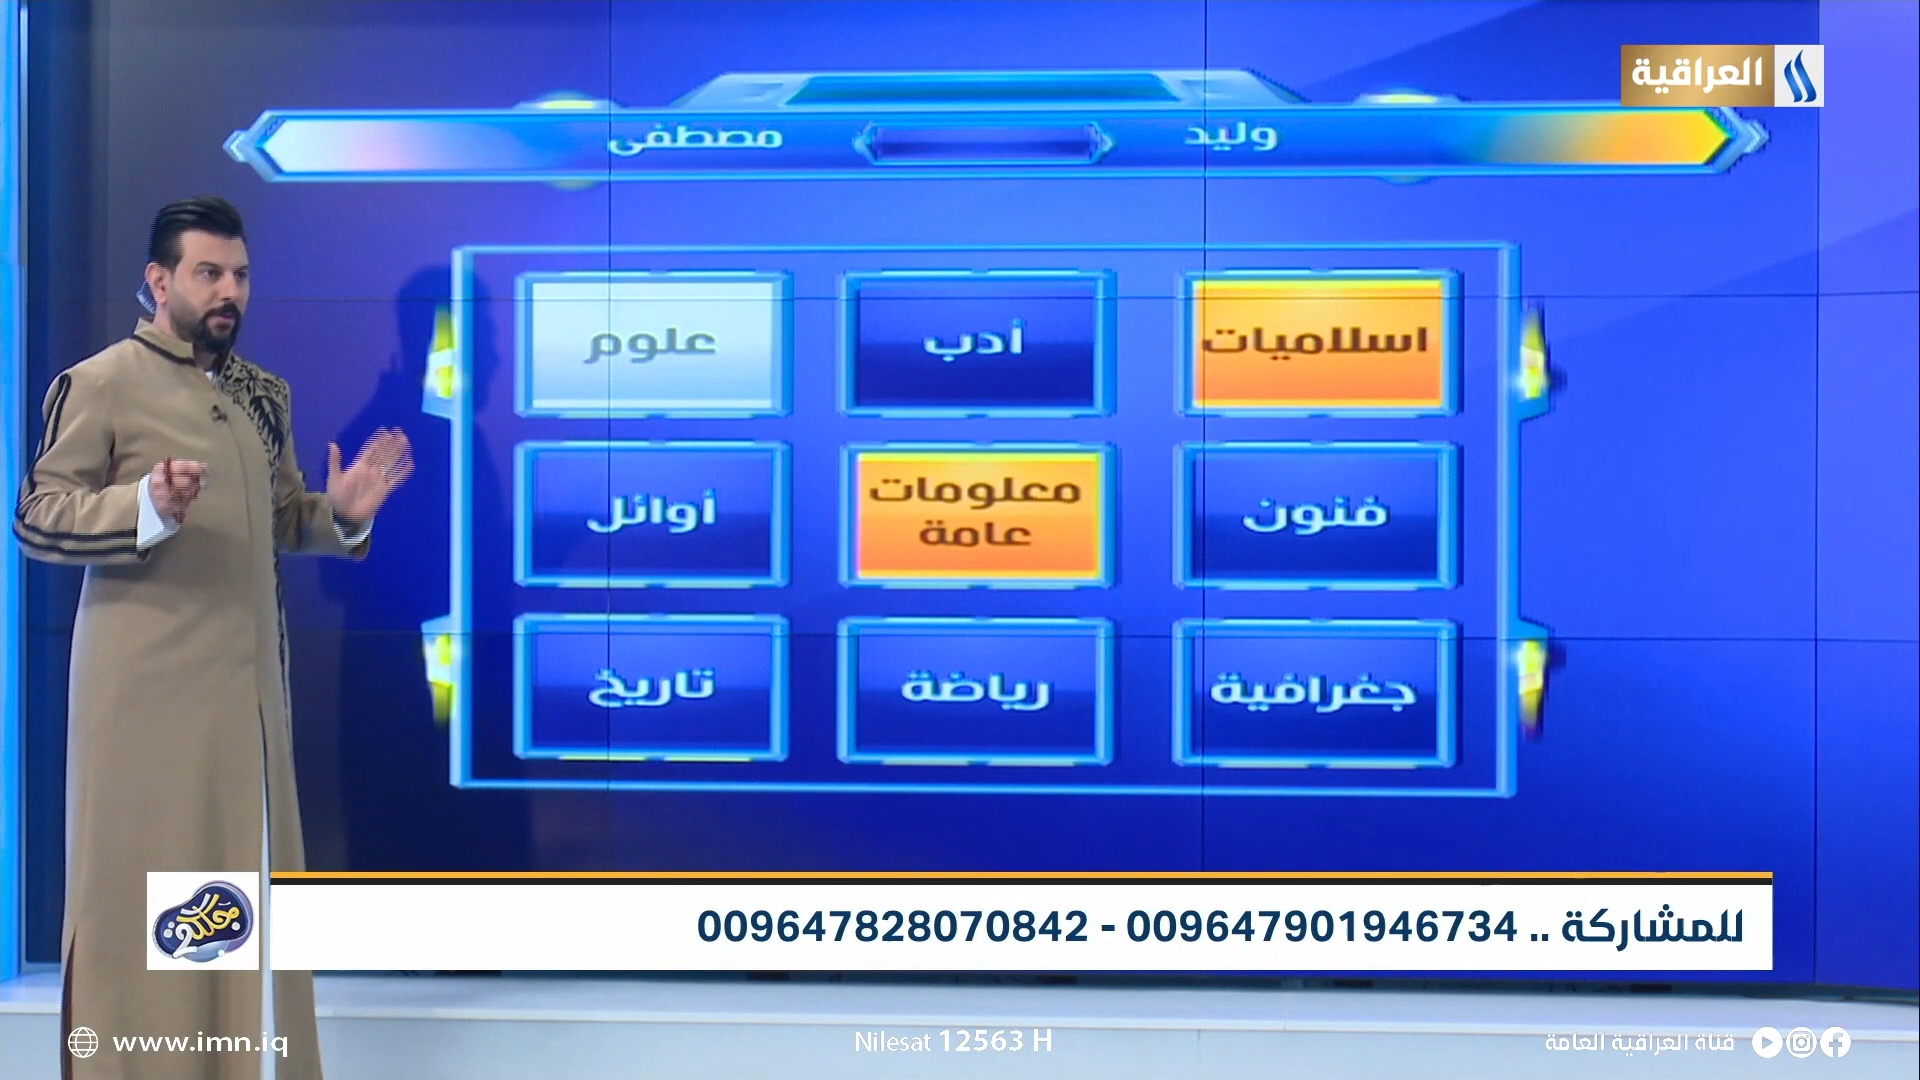 العراقية
وليد
مصطفى
اسلاميات
أدب
علوم
فنون
معلومات
عامة
أوائل
جغرافية
رياضة
تاريخ
للمشاركة .. 009647901946734 - 009647828070842
www.imn.iq
Nilesat 12563 H
قناة العراقية العامة